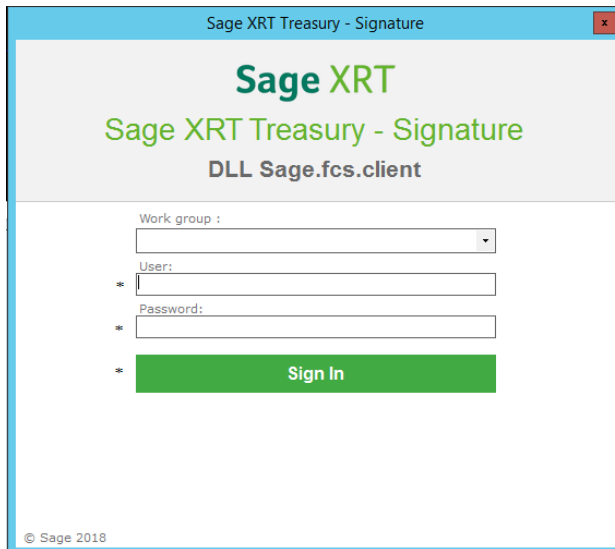 Sage XRT Treasury - Signature
x
Sage XRT
Sage XRT Treasury - Signature
DLL Sage.fcs.client
Work group :
User:
*
Password:
*
* Sign In
© Sage 2018